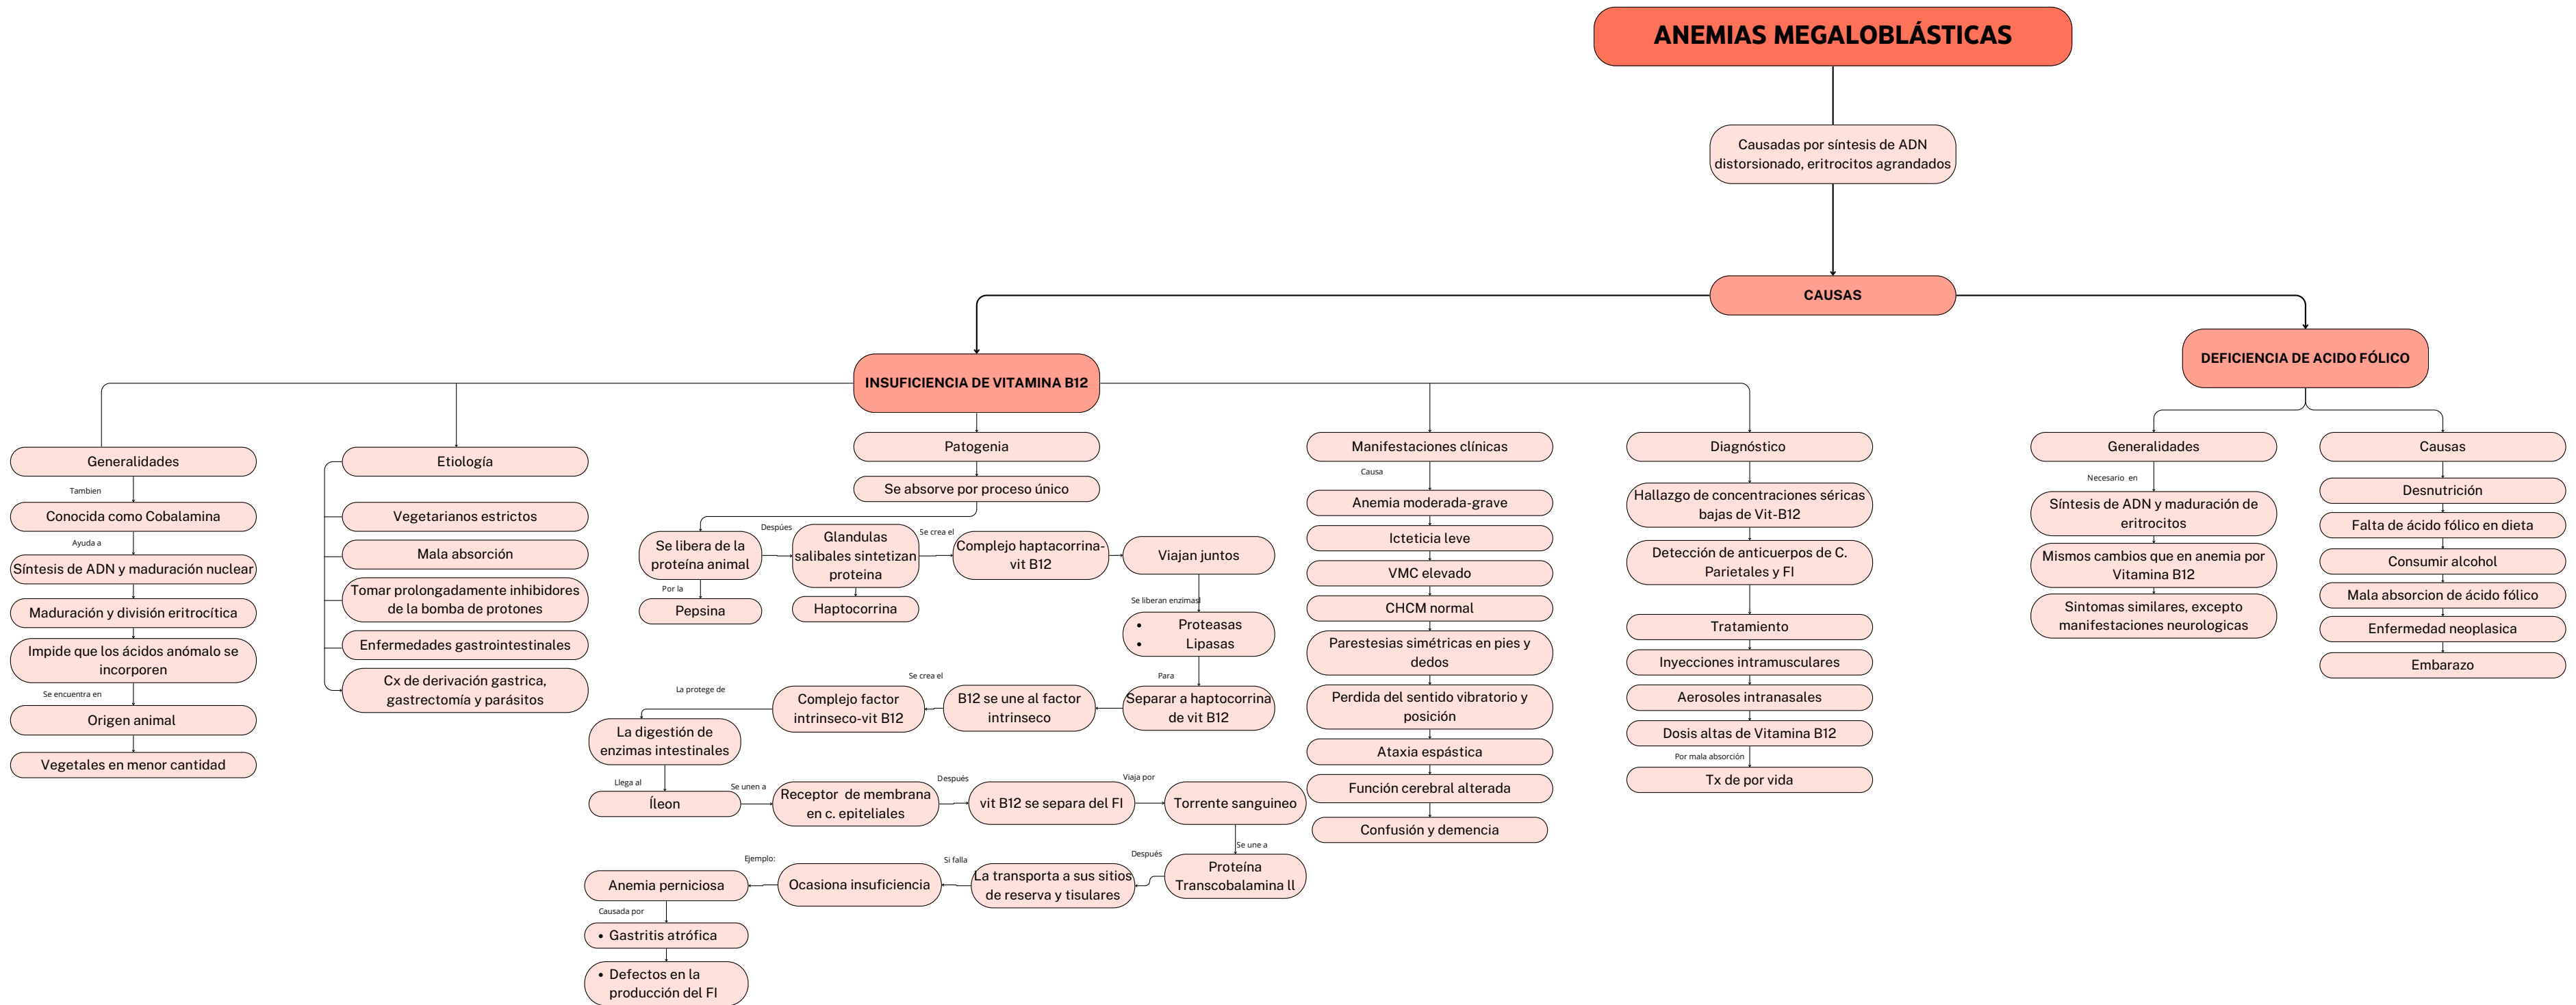 ANEMIAS MEGALOBLÁSTICAS
Causadas por síntesis de ADN
distorsionado, eritrocitos agrandados
CAUSAS
INSUFICIENCIA DE VITAMINA B12
DEFICIENCIA DE ACIDO FÓLICO
Generalidades
Tambien
Conocida como Cobalamina
Ayuda a
Síntesis de ADN y maduración nuclear
Maduración y división eritrocítica
Impide que los ácidos anómalo se
incorporen
Se encuentra en
Origen animal
Vegetales en menor cantidad
Etiología
Vegetarianos estrictos
Mala absorción
Tomar prolongadamente inhibidores
de la bomba de protones
Enfermedades gastrointestinales
Cx de derivación gastrica,
gastrectomía y parásitos
Patogenia
Se absorve por proceso único
Se libera de la
proteína animal
Por la
Pepsina
Despúes
Glandulas
salibales sintetizan
proteina
Haptocorrina
Se crea el
Complejo haptacorrina-
vit B12
Viajan juntos
Se liberan enzimasl
• Proteasas
• Lipasas
Para
Separar a haptocorrina
de vit B12
B12 se une al factor
intrinseco
Se crea el
Complejo factor
intrinseco-vit B12
La protege de
La digestión de
enzimas intestinales
Llega al
Íleon
Se unen a
Receptor de membrana
en c. epiteliales
Después
vit B12 se separa del FI
Viaja por
Torrente sanguineo
Se une a
Proteína
Transcobalamina ll
Después
La transporta a sus sitios
de reserva y tisulares
Si falla
Ocasiona insuficiencia
Ejemplo:
Anemia perniciosa
Causada por
• Gastritis atrófica
• Defectos en la
producción del FI
Manifestaciones clínicas
Causa
Anemia moderada-grave
Icteticia leve
VMC elevado
CHCM normal
Parestesias simétricas en pies y
dedos
Perdida del sentido vibratorio y
posición
Ataxia espástica
Función cerebral alterada
Confusión y demencia
Diagnóstico
Hallazgo de concentraciones séricas
bajas de Vit-B12
Detección de anticuerpos de C.
Parietales y FI
Tratamiento
Inyecciones intramusculares
Aerosoles intranasales
Dosis altas de Vitamina B12
Por mala absorción
Tx de por vida
Generalidades
Necesario en
Síntesis de ADN y maduración de
eritrocitos
Mismos cambios que en anemia por
Vitamina B12
Sintomas similares, excepto
manifestaciones neurologicas
Causas
Desnutrición
Falta de ácido fólico en dieta
Consumir alcohol
Mala absorcion de ácido fólico
Enfermedad neoplasica
Embarazo